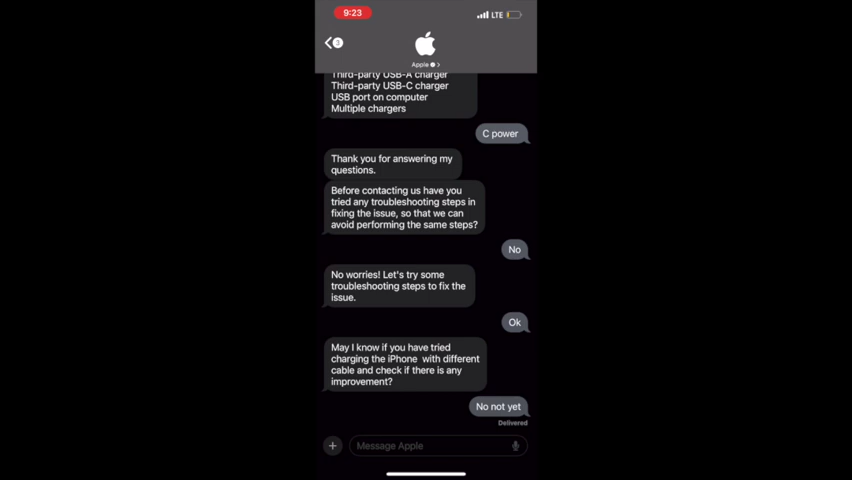 9:23
LTE
3
Apple
Third-party USB-A charger
Third-party USB-C charger
USB port on computer
Multiple chargers
C power
Thank you for answering my
questions.
Before contacting us have you
tried any troubleshooting steps in
fixing the issue, so that we can
avoid performing the same steps?
No
No worries! Let's try some
troubleshooting steps to fix the
issue.
Ok
May I know if you have tried
charging the iPhone  with different
cable and check if there is any
improvement?
No not yet
Delivered
Message Apple